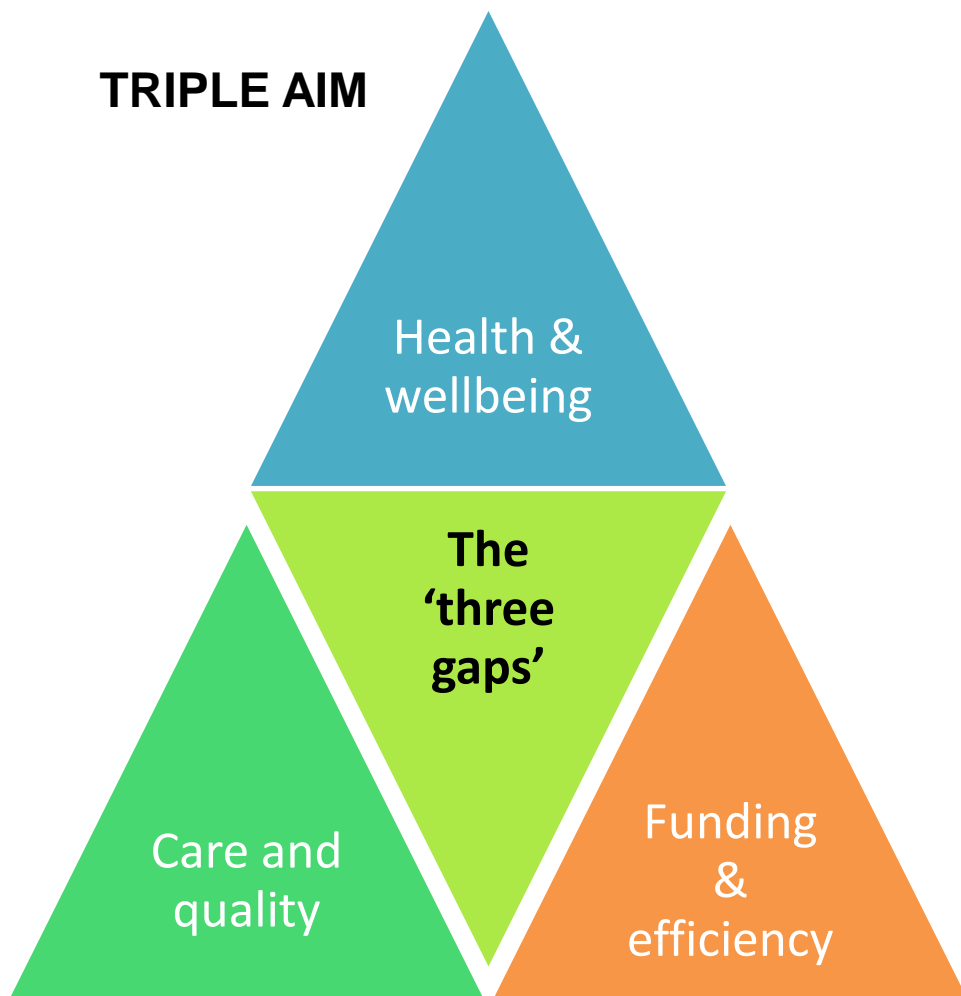 TRIPLE AIM
Health &
wellbeing
The
‘three
gaps’
Care and
quality
Funding
&
efficiency